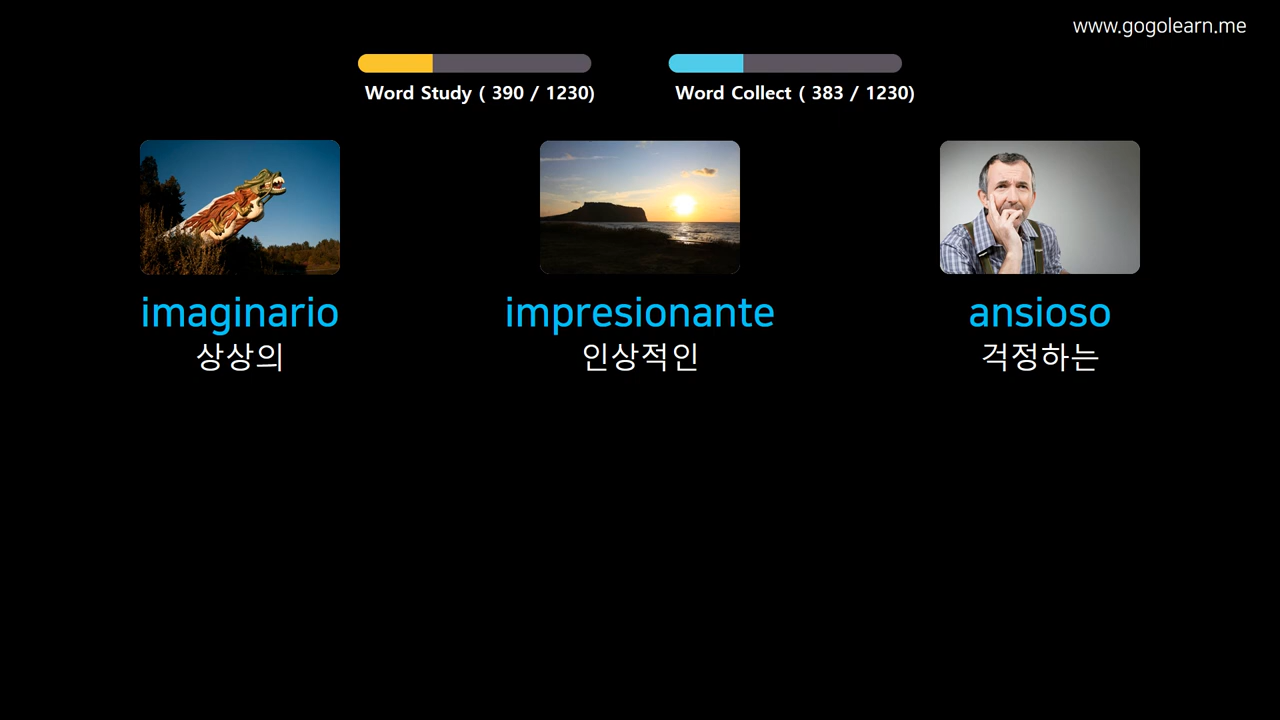 www.gogolearn.me
Word Study ( 390 / 1230)
Word Collect ( 383 / 1230)
imaginario
상상의
impresionante
인상적인
ansioso
걱정하는